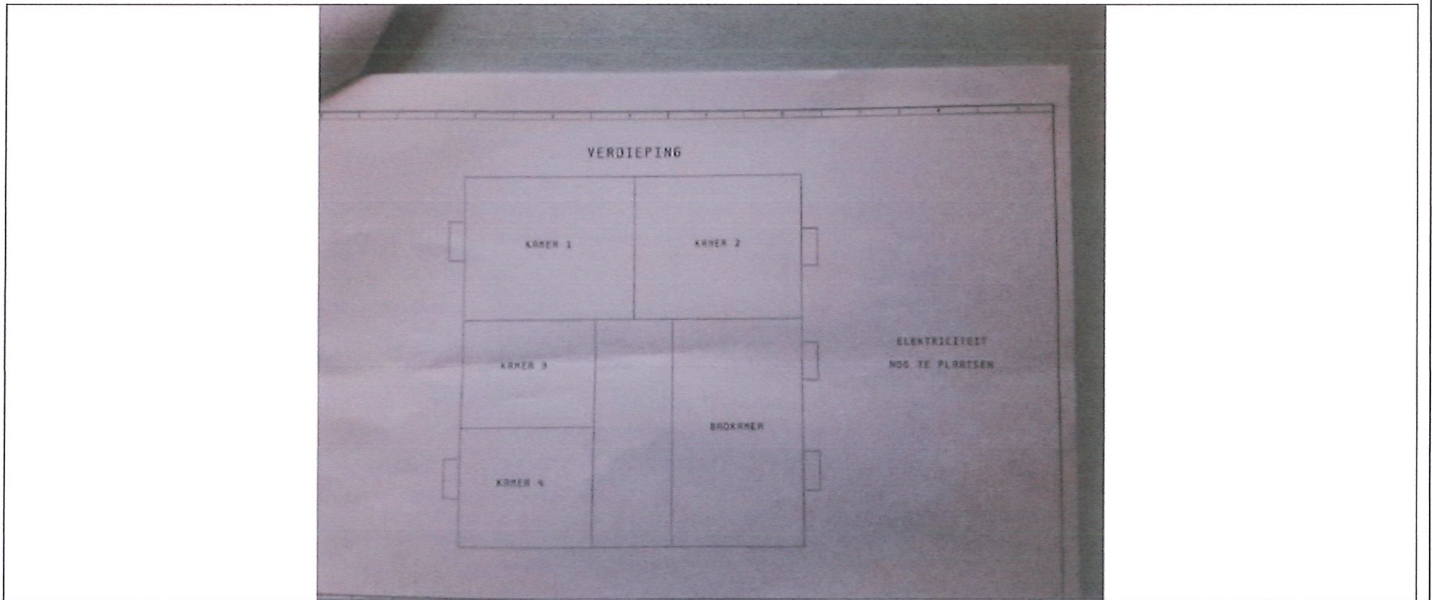 VERDIEPING
KAMER 1
KAMER 2
KAMER 3
ELEKTRICITEIT
NOG TE PLAATSEN
BADKAMER
KAMER 4